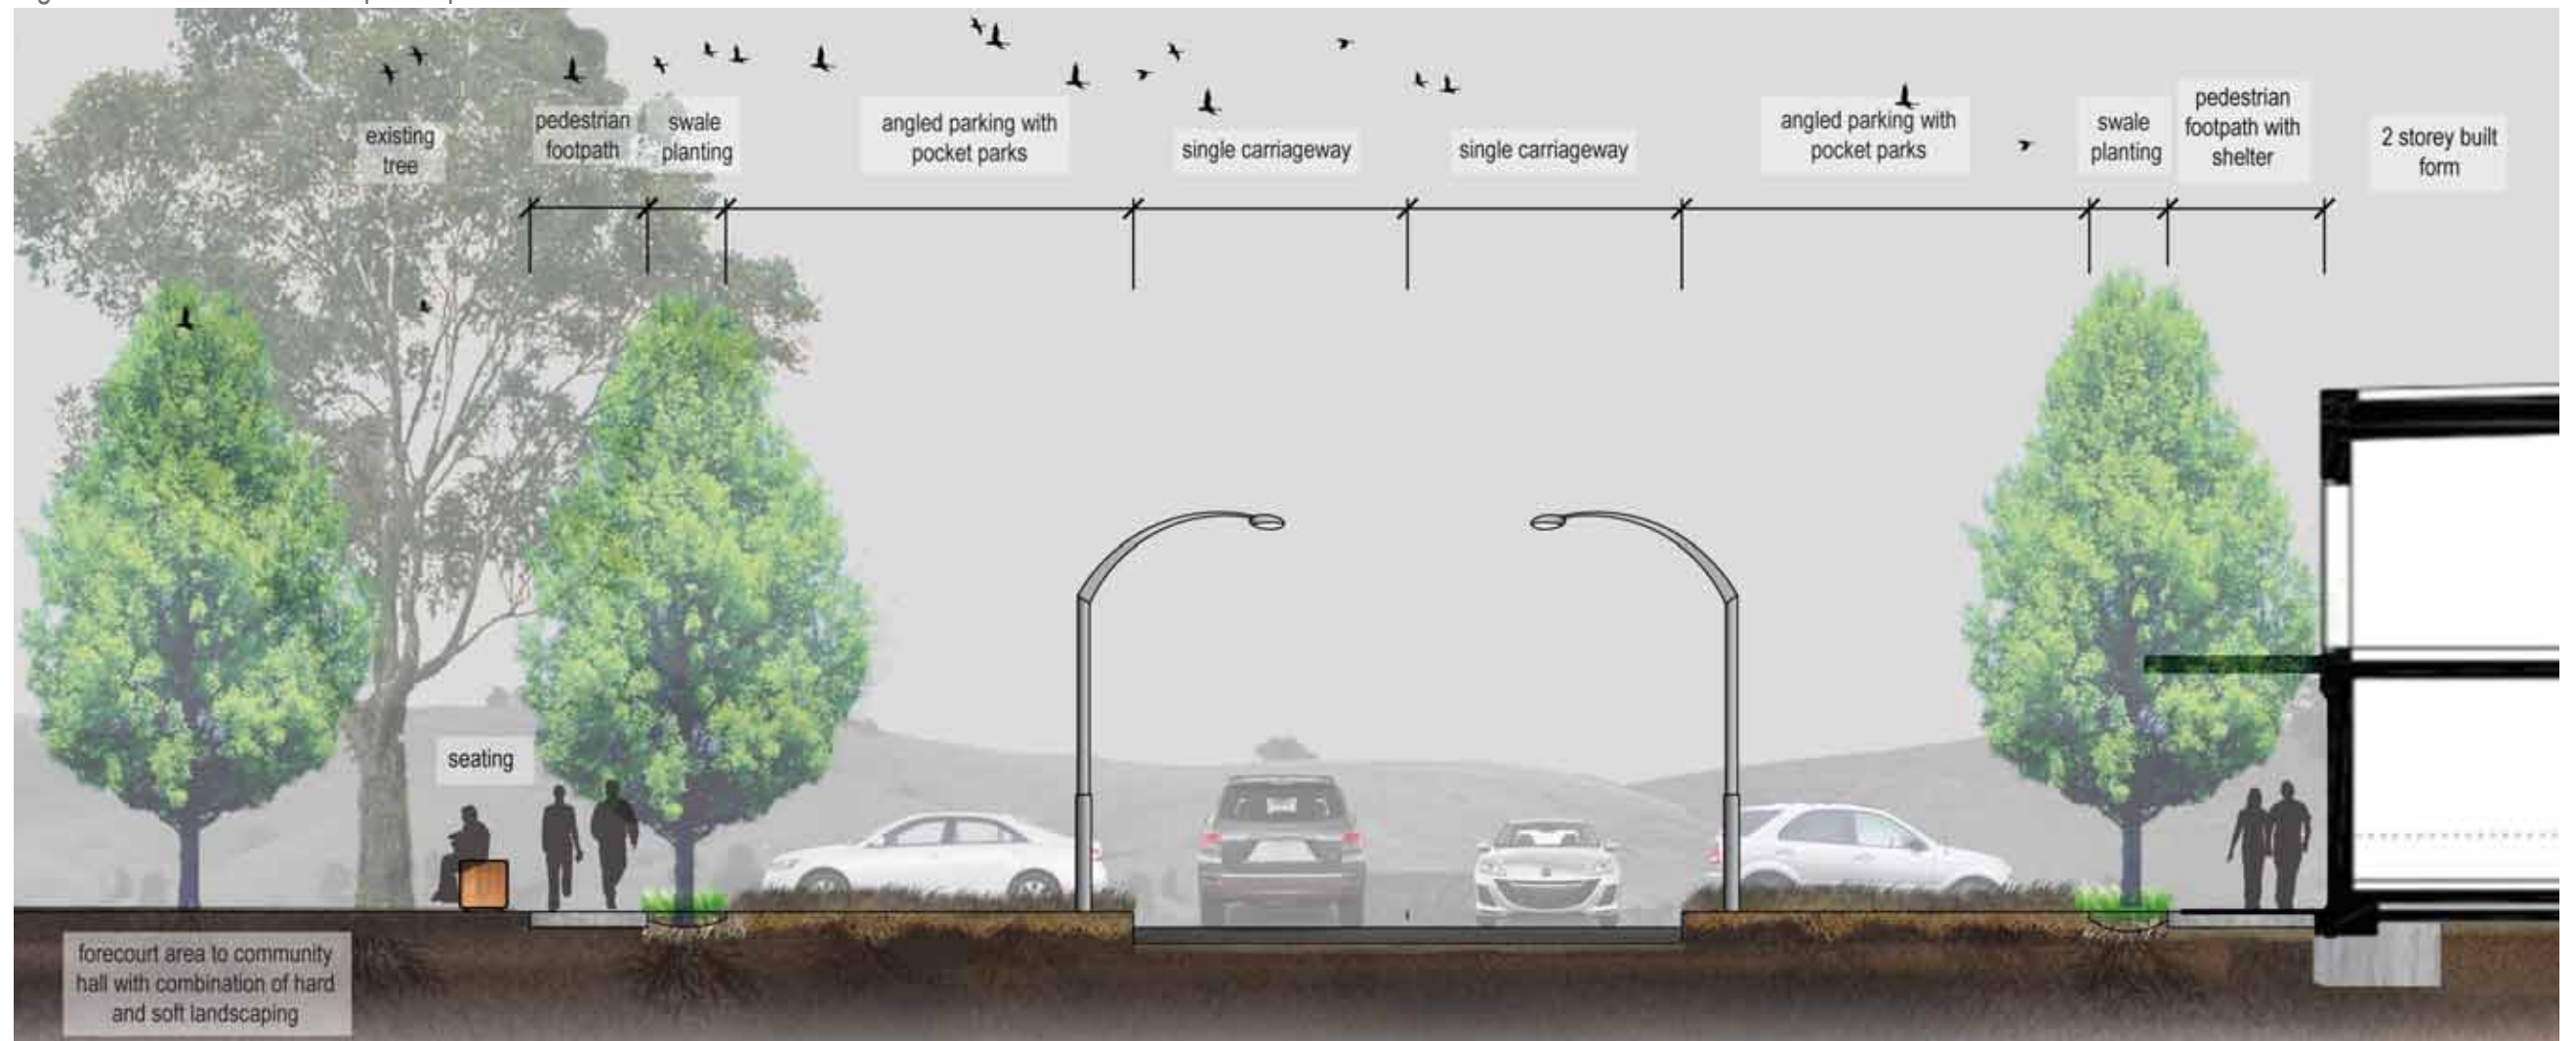 existing
tree
pedestrian
footpath
swale
planting
angled parking with
pocket parks
single carriageway
single carriageway
angled parking with
pocket parks
swale
planting
pedestrian
footpath with
shelter
2 storey built
form
seating
forecourt area to community
hall with combination of hard
and soft landscaping